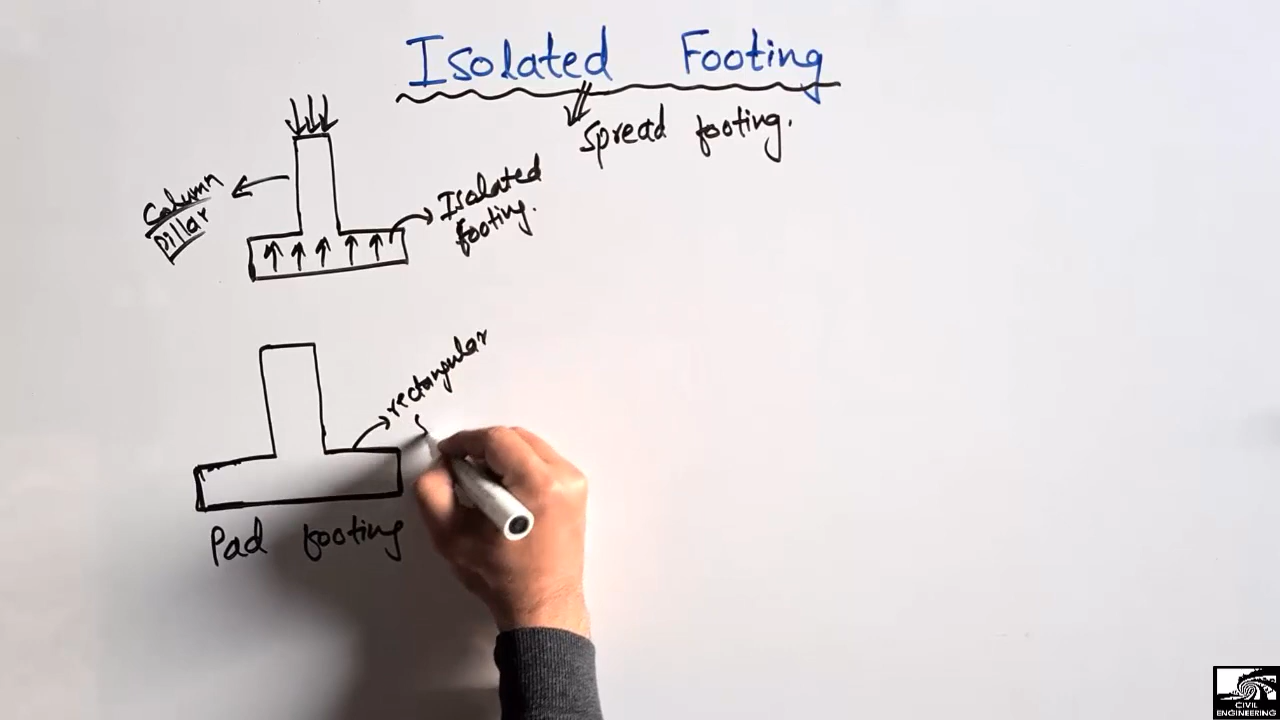 Isolated Footing
Spread footing.
Column
Pillar
Isolated
footing.
rectangular
Pad footing
CIVIL
ENGINEERING